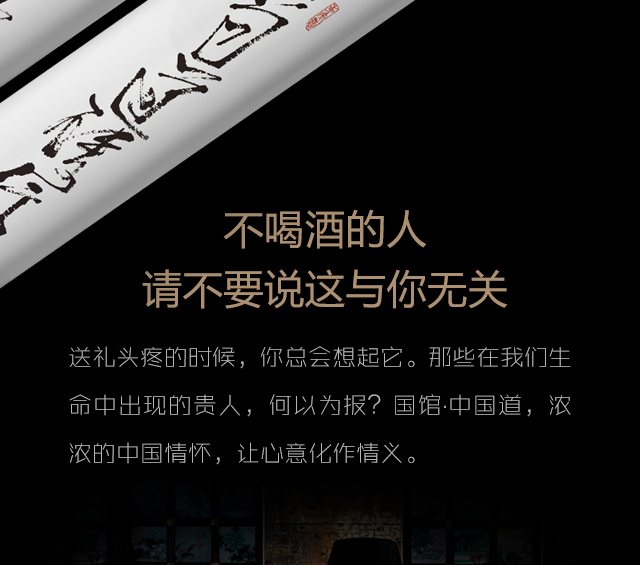 不喝酒的人
请不要说这与你无关
送礼头疼的时候，你总会想起它。那些在我们生
命中出现的贵人，何以为报？国馆·中国道，浓
浓的中国情怀，让心意化作情义。